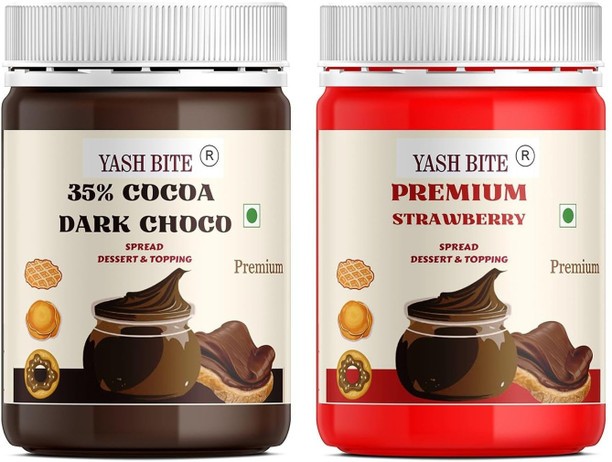 YASH BITE ®
35% COCOA
DARK CHOCO
SPREAD
DESSERT & TOPPING
Premium
YASH BITE ®
PREMIUM
STRAWBERRY
SPREAD
DESSERT & TOPPING
Premium